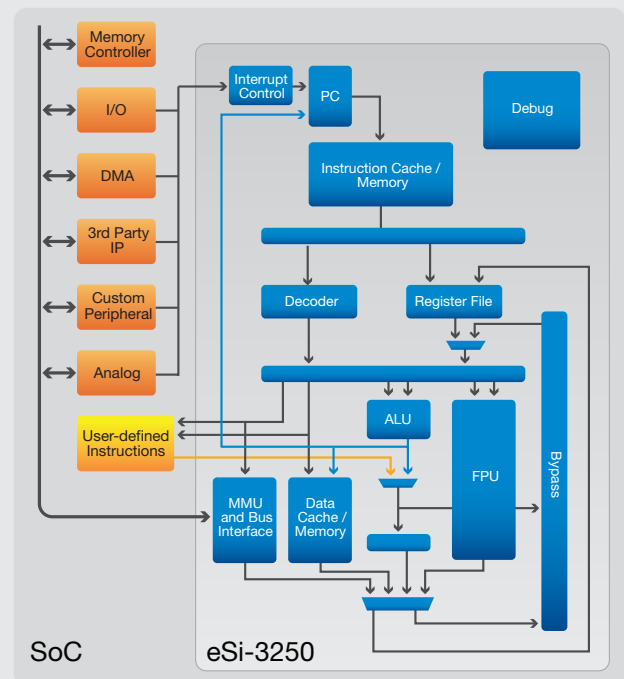 Memory
Controller
I/O
DMA
3rd Party
IP
Custom
Peripheral
Analog
User-defined
Instructions
Interrupt
Control
PC
Debug
Instruction Cache /
Memory
Decoder
Register File
ALU
FPU
Bypass
MMU
and Bus
Interface
Data
Cache /
Memory
SoC
eSi-3250